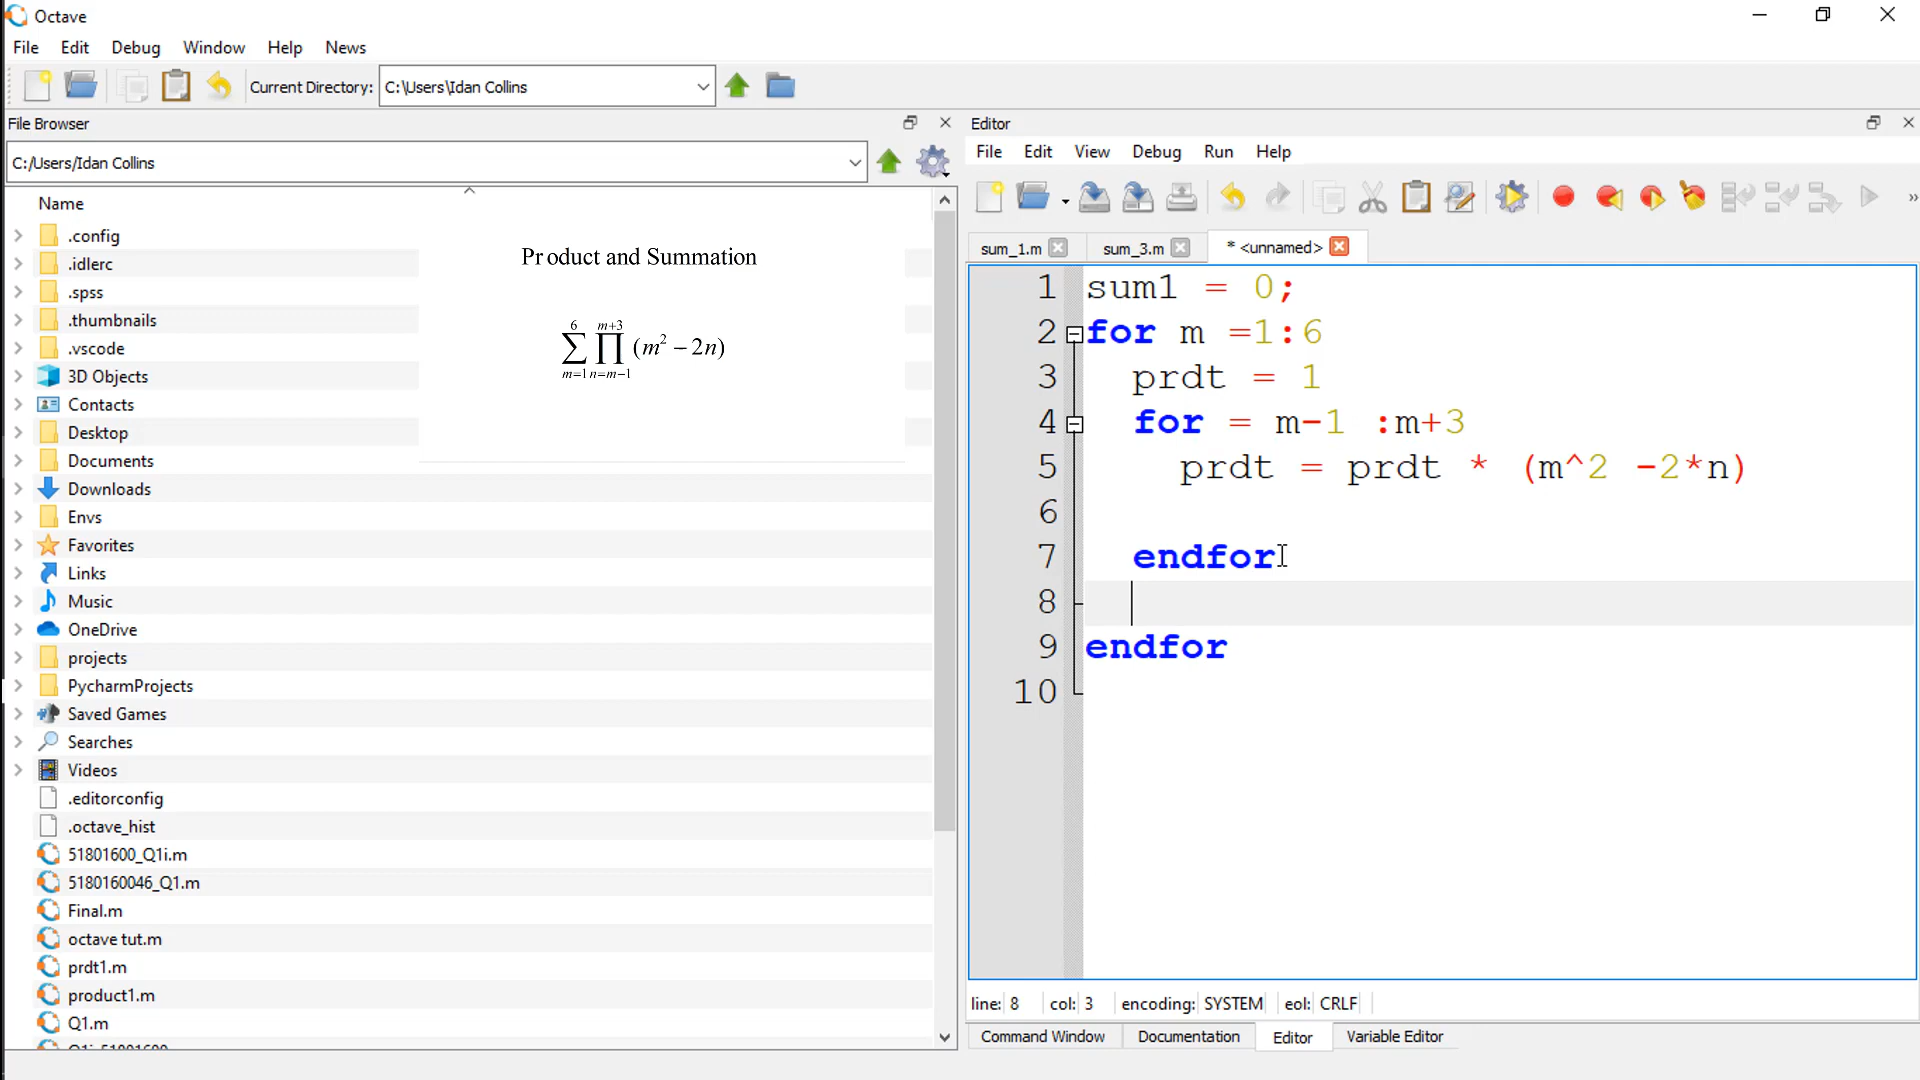 Octave
File Edit Debug Window Help News
Current Directory: C:\Users\Idan Collins
File Browser
C:/Users/Idan Collins
Name
.config
.idlerc
.spss
.thumbnails
.vscode
3D Objects
Contacts
Desktop
Documents
Downloads
Envs
Favorites
Links
Music
OneDrive
projects
PycharmProjects
Saved Games
Searches
Videos
.editorconfig
.octave_hist
51801600_Q1i.m
5180160046_Q1.m
Final.m
octave tut.m
prdt1.m
product1.m
Q1.m
Product and Summation
6 m+3
∑ ∏ (m² − 2n)
m=1 n=m−1
Editor
File Edit View Debug Run Help
»
sum_1.m sum_3.m * <unnamed>
1 sum1 = 0;
2 for m =1:6
3 prdt = 1
4 for = m-1 :m+3
5 prdt = prdt * (m^2 -2*n)
6
7 endfor
8
9 endfor
10
line: 8 col: 3 encoding: SYSTEM eol: CRLF
Command Window Documentation Editor Variable Editor